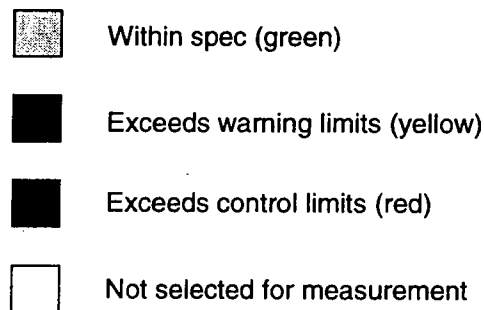 Within spec (green)
Exceeds warning limits (yellow)
Exceeds control limits (red)
Not selected for measurement